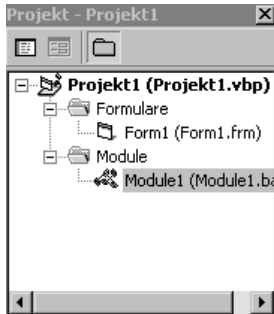 Projekt - Projekt1
Projekt1 (Projekt1.vbp)
Formulare
Form1 (Form1.frm)
Module
Module1 (Module1.ba